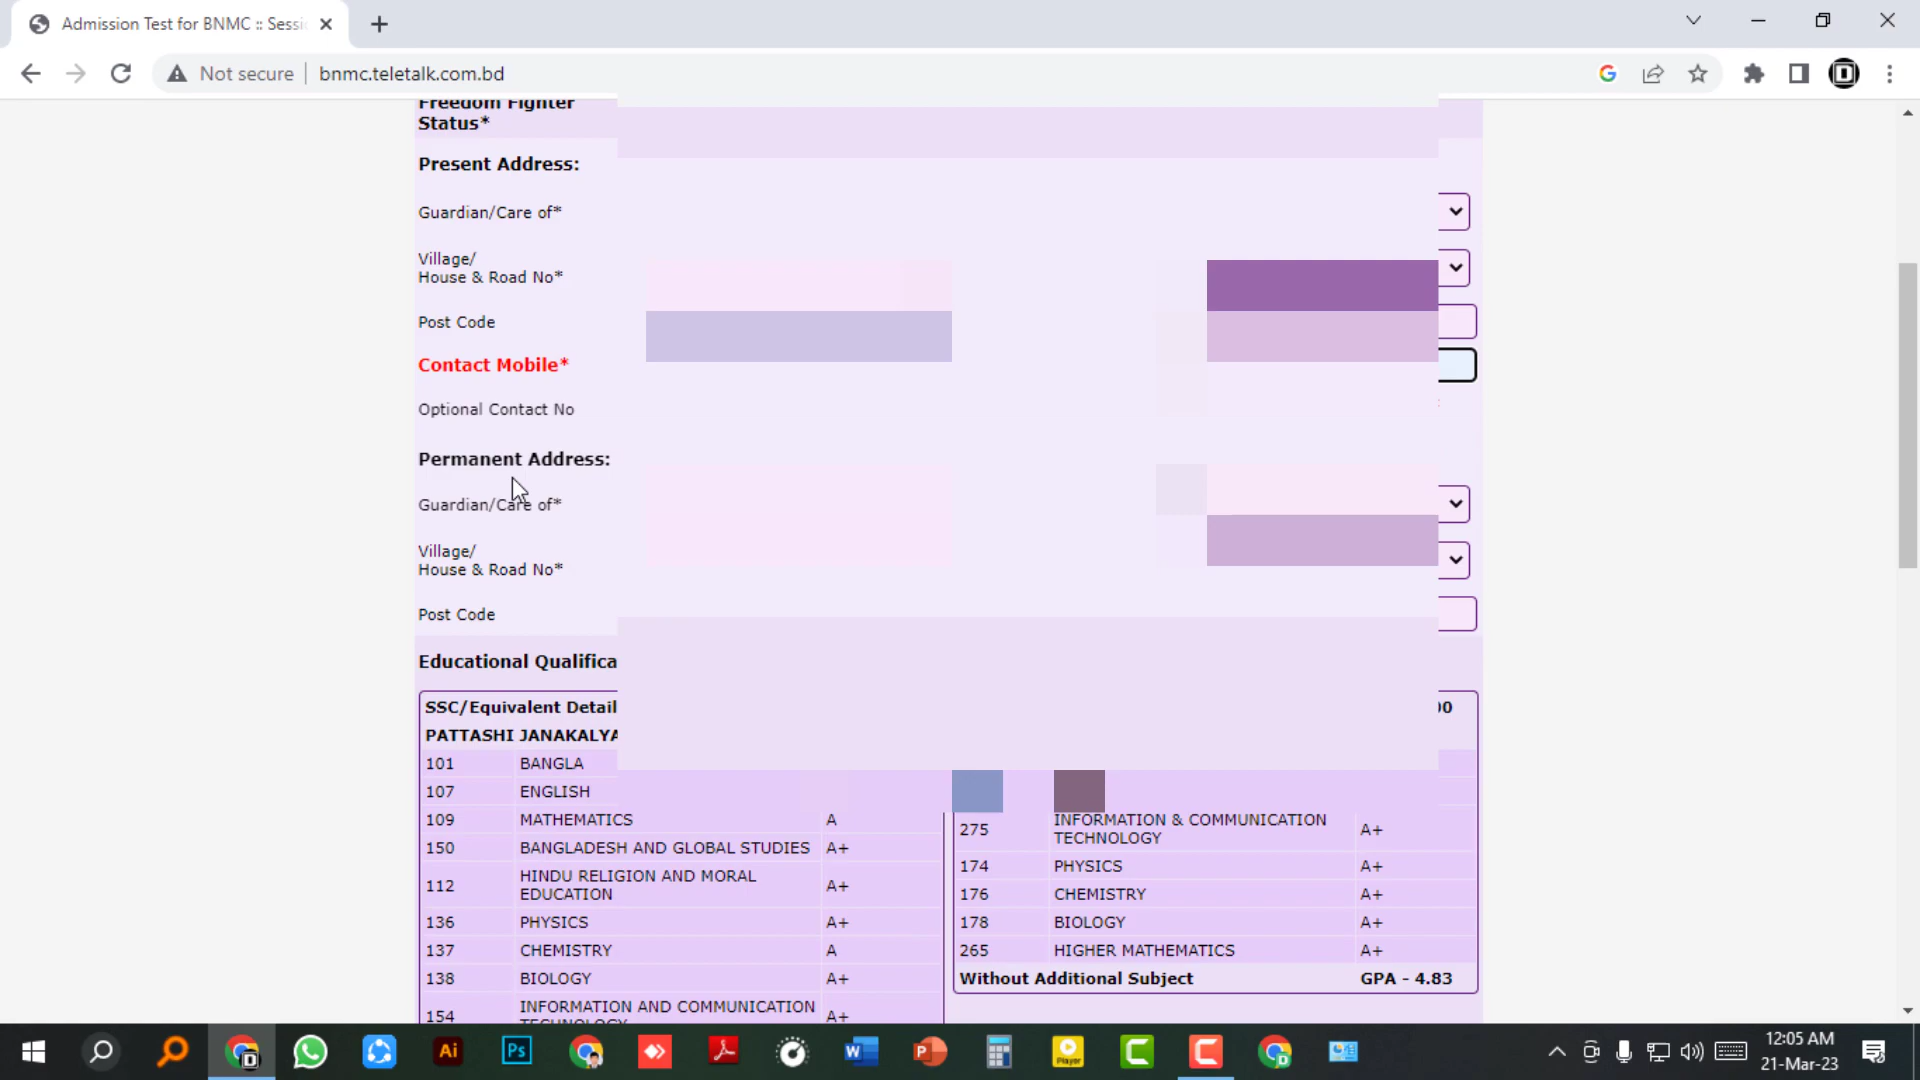 Admission Test for BNMC :: Sessi
Not secure
bnmc.teletalk.com.bd
Freedom Fighter
Status*
Present Address:
Guardian/Care of*
Village/
House & Road No*
Post Code
Contact Mobile*
Optional Contact No
Permanent Address:
Guardian/Care of*
Village/
House & Road No*
Post Code
Educational Qualifica
SSC/Equivalent Detail
00
PATTASHI JANAKALYA
101 BANGLA
107 ENGLISH
109 MATHEMATICS A
150 BANGLADESH AND GLOBAL STUDIES A+
112 HINDU RELIGION AND MORAL EDUCATION A+
136 PHYSICS A+
137 CHEMISTRY A
138 BIOLOGY A+
154 INFORMATION AND COMMUNICATION TECHNOLOGY A+
275 INFORMATION & COMMUNICATION TECHNOLOGY A+
174 PHYSICS A+
176 CHEMISTRY A+
178 BIOLOGY A+
265 HIGHER MATHEMATICS A+
Without Additional Subject GPA - 4.83
12:05 AM
21-Mar-23